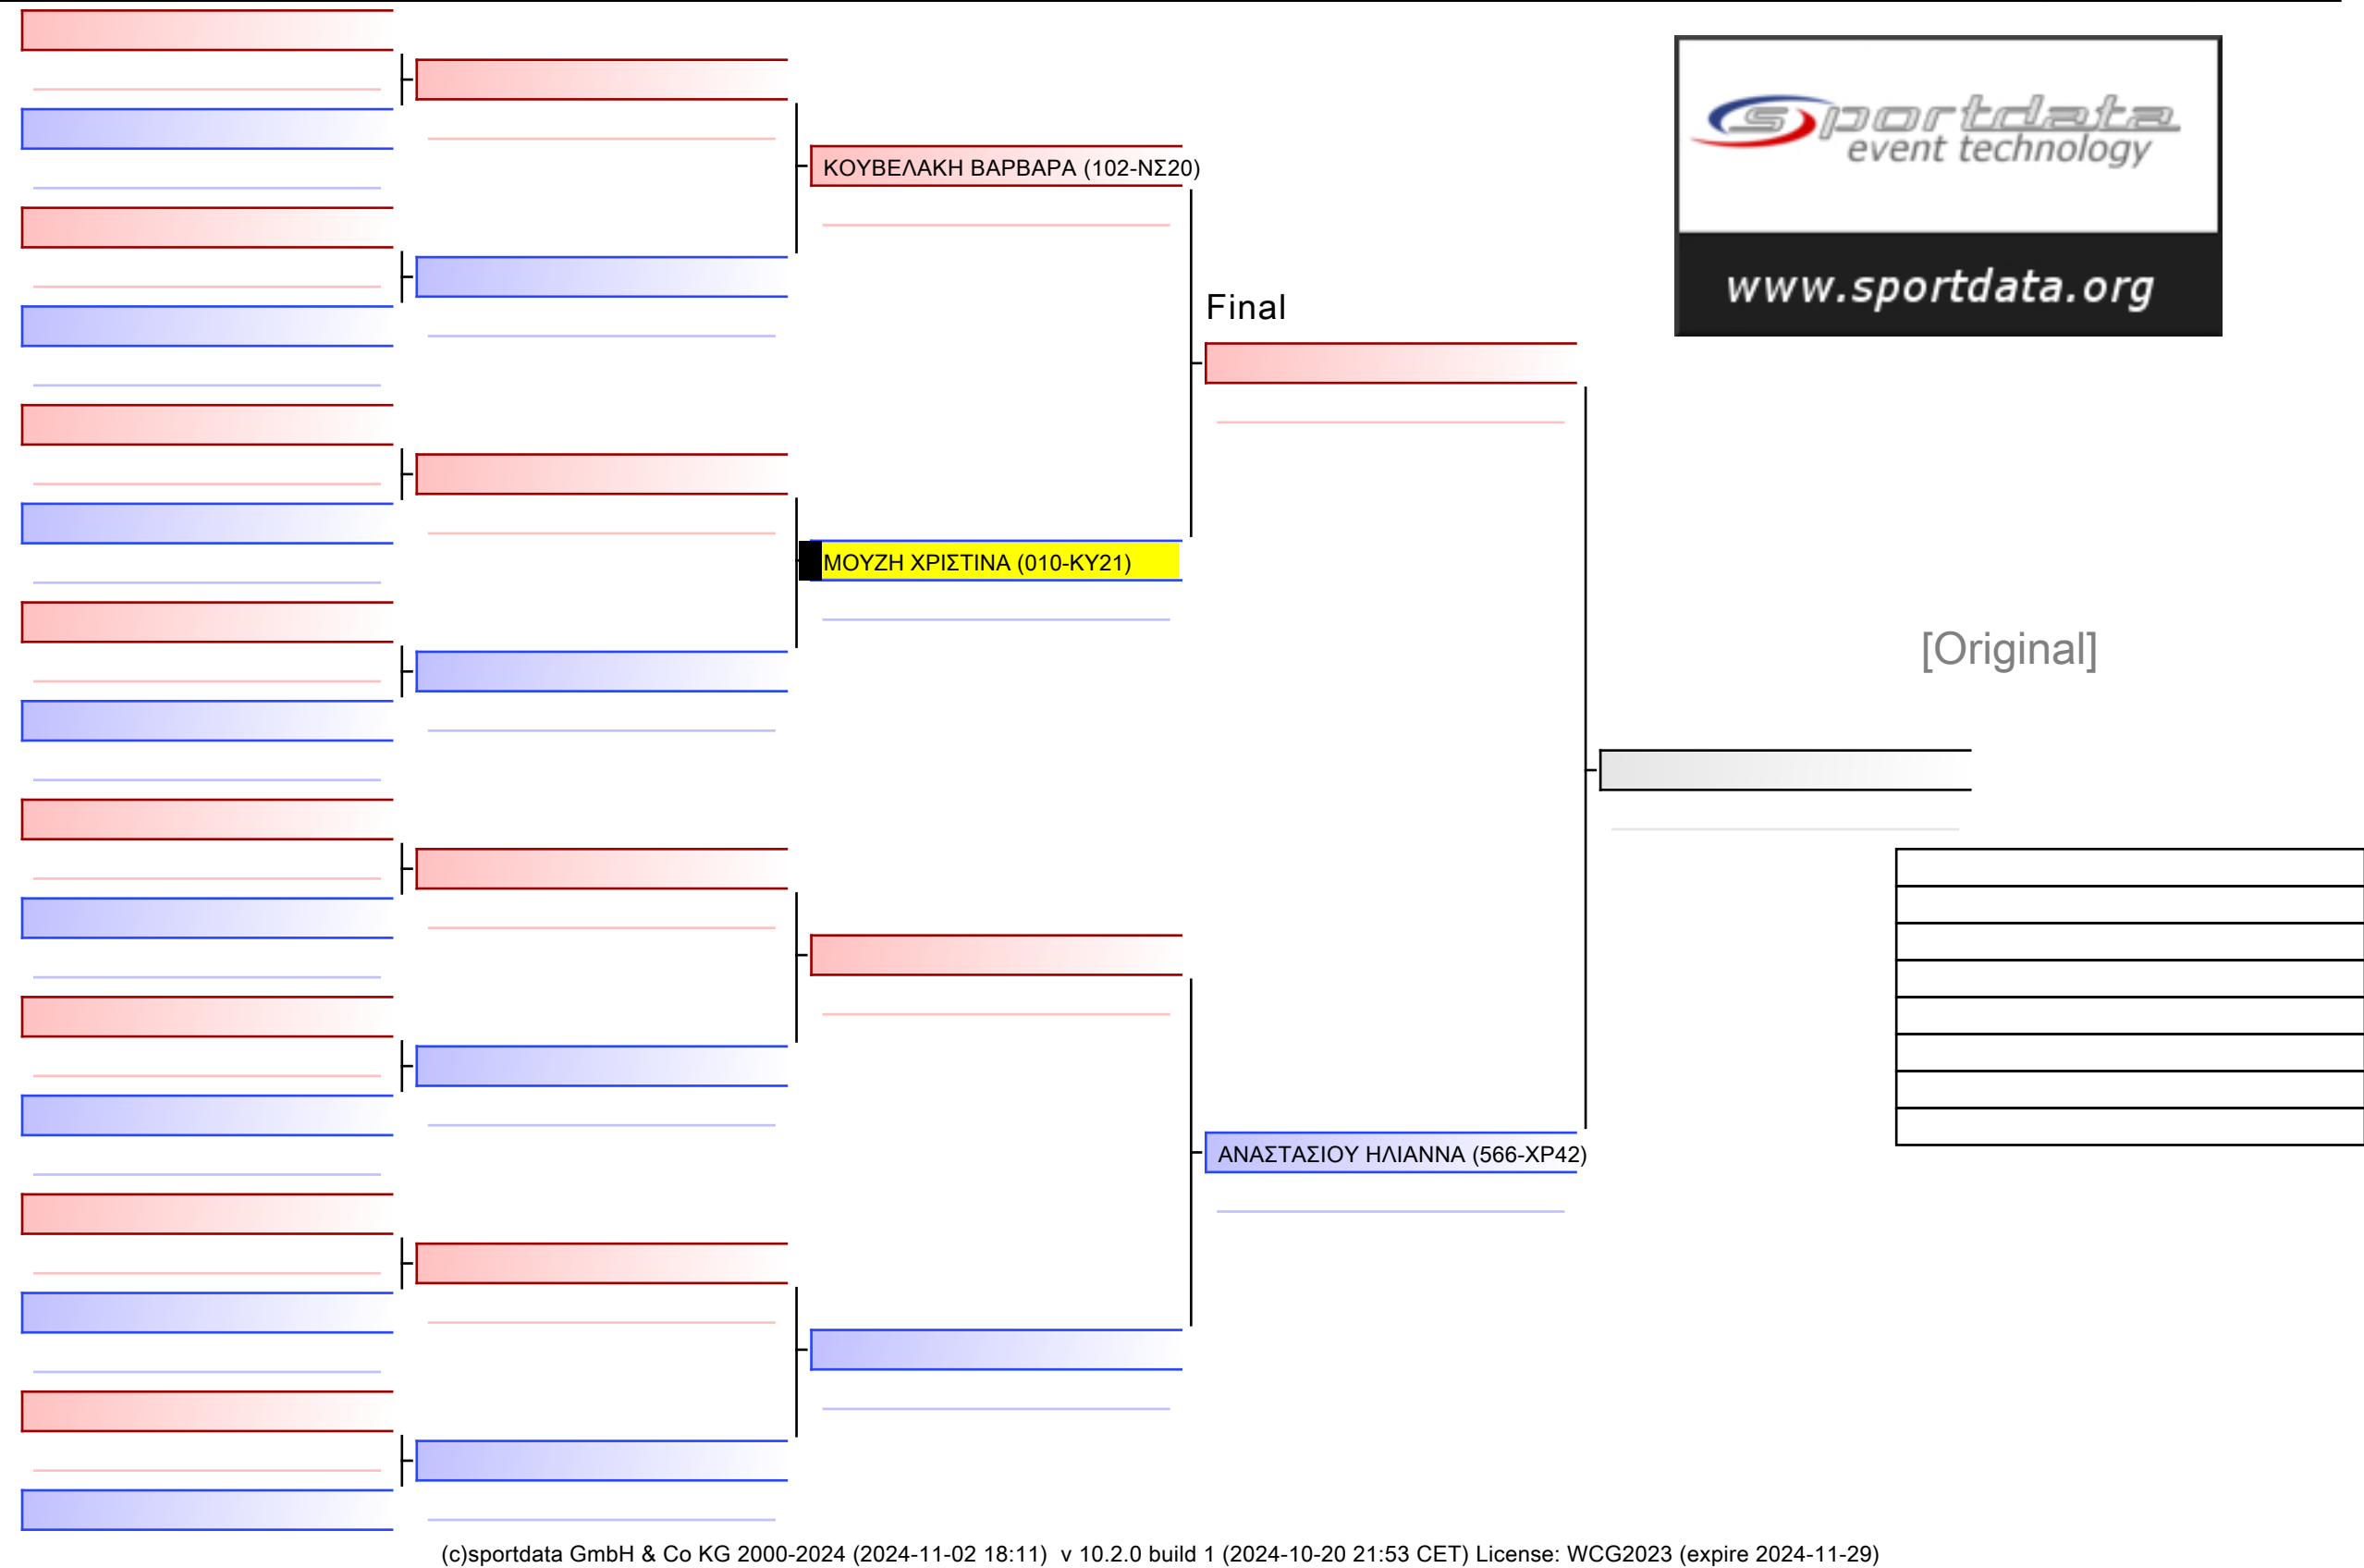 sportdata
event technology
www.sportdata.org
ΚΟΥΒΕΛΑΚΗ ΒΑΡΒΑΡΑ (102-ΝΣ20)
Final
ΜΟΥΖΗ ΧΡΙΣΤΙΝΑ (010-ΚΥ21)
[Original]
ΑΝΑΣΤΑΣΙΟΥ ΗΛΙΑΝΝΑ (566-ΧΡ42)
(c)sportdata GmbH & Co KG 2000-2024 (2024-11-02 18:11) v 10.2.0 build 1 (2024-10-20 21:53 CET) License: WCG2023 (expire 2024-11-29)